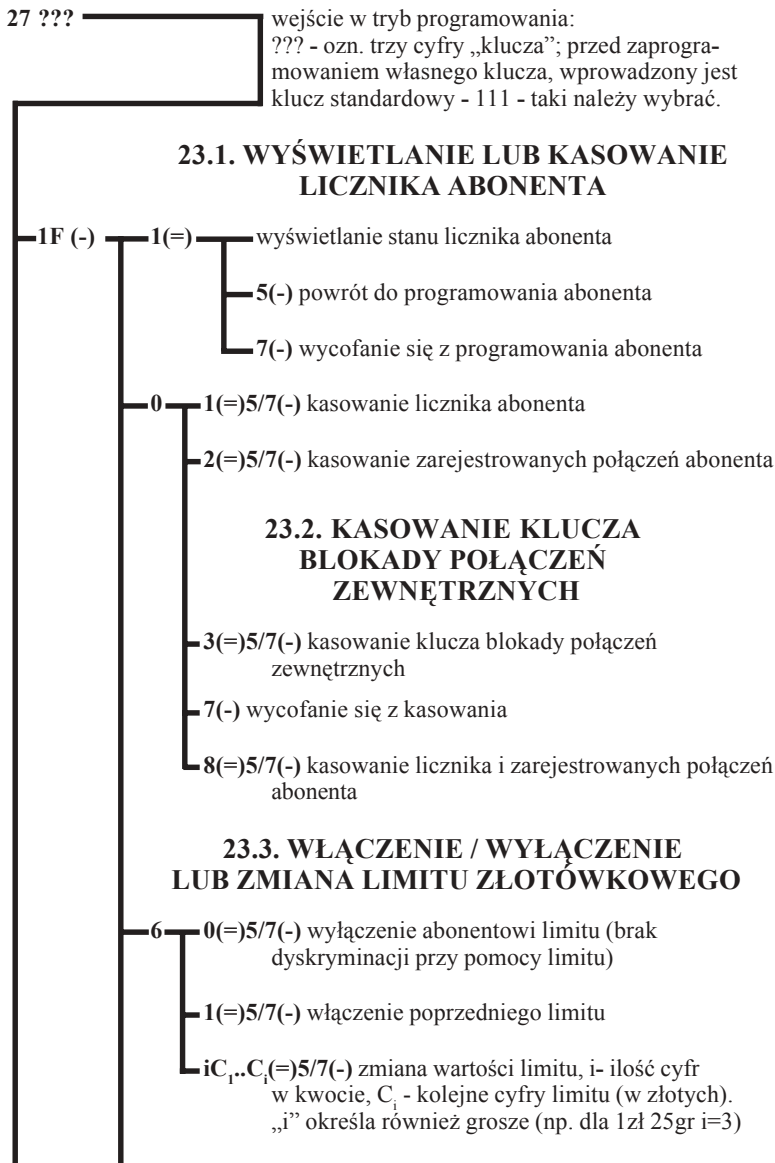 27 ??? wejście w tryb programowania:
??? - ozn. trzy cyfry „klucza”; przed zaprogra-
mowaniem własnego klucza, wprowadzony jest
klucz standardowy - 111 - taki należy wybrać.
23.1. WYŚWIETLANIE LUB KASOWANIE
LICZNIKA ABONENTA
1F (-) 1(=) wyświetlanie stanu licznika abonenta
5(-) powrót do programowania abonenta
7(-) wycofanie się z programowania abonenta
0 1(=)5/7(-) kasowanie licznika abonenta
2(=)5/7(-) kasowanie zarejestrowanych połączeń abonenta
23.2. KASOWANIE KLUCZA
BLOKADY POŁĄCZEŃ
ZEWNĘTRZNYCH
3(=)5/7(-) kasowanie klucza blokady połączeń
zewnętrznych
7(-) wycofanie się z kasowania
8(=)5/7(-) kasowanie licznika i zarejestrowanych połączeń
abonenta
23.3. WŁĄCZENIE / WYŁĄCZENIE
LUB ZMIANA LIMITU ZŁOTÓWKOWEGO
6 0(=)5/7(-) wyłączenie abonentowi limitu (brak
dyskryminacji przy pomocy limitu)
1(=)5/7(-) włączenie poprzedniego limitu
iC₁..Cᵢ(=)5/7(-) zmiana wartości limitu, i- ilość cyfr
w kwocie, Cᵢ - kolejne cyfry limitu (w złotych).
„i” określa również grosze (np. dla 1zł 25gr i=3)